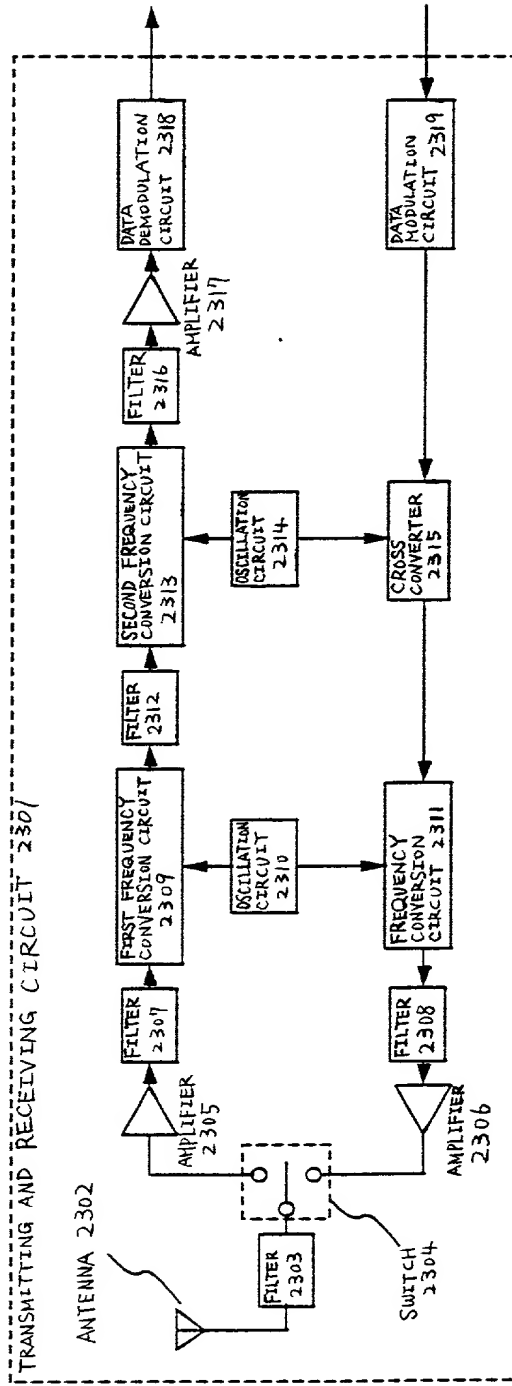 TRANSMITTING AND RECEIVING CIRCUIT 2301
ANTENNA 2302
FILTER
2303
SWITCH
2304
AMPLIFIER
2305
FILTER
2307
FIRST FREQUENCY
CONVERSION CIRCUIT
2309
FILTER
2312
SECOND FREQUENCY
CONVERSION CIRCUIT
2313
FILTER
2316
AMPLIFIER
2317
DATA
DEMODULATION
CIRCUIT 2318
OSCILLATION
CIRCUIT
2310
OSCILLATION
CIRCUIT
2314
AMPLIFIER
2306
FILTER
2308
FREQUENCY
CONVERSION
CIRCUIT 2311
CROSS
CONVERTER
2315
DATA
MODULATION
CIRCUIT 2319